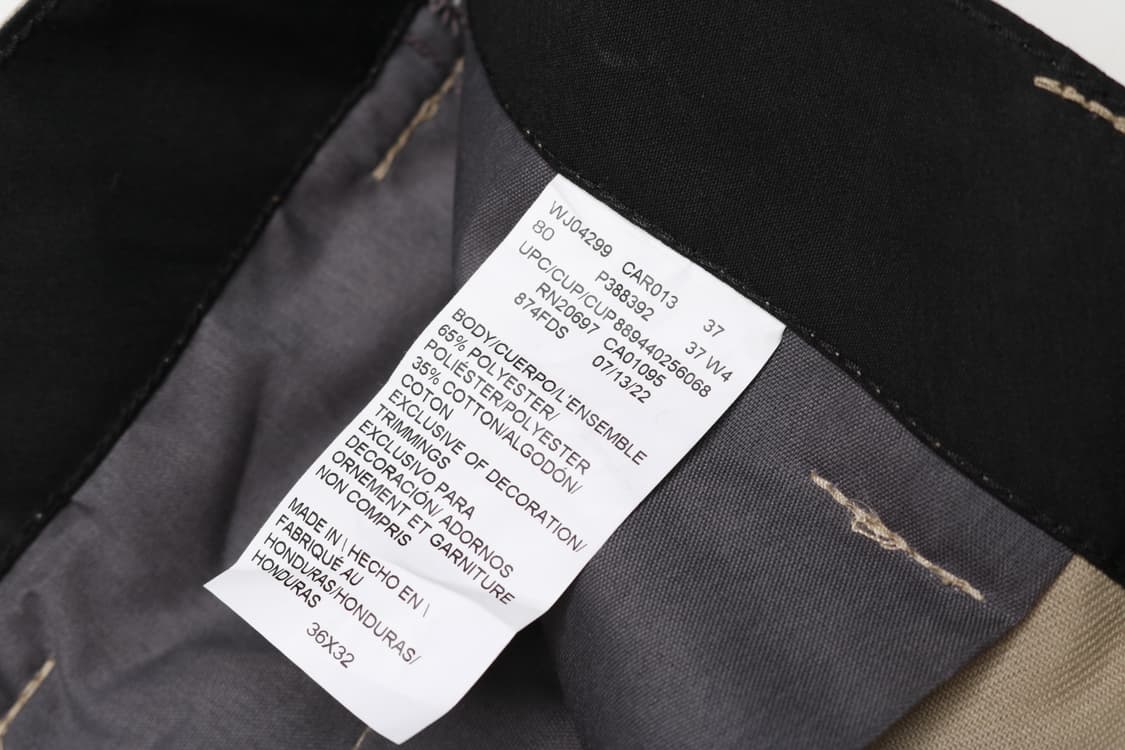 WJ04299 CAR013 37
80 P388392 37 W4
UPC/CUP/CUP889440256068
RN20697 CA01095
874FDS 07/13/22
BODY/CUERPO/L'ENSEMBLE
65% POLYESTER/
POLIÉSTER/POLYESTER
35% COTTON/ALGODÓN/
COTON
EXCLUSIVE OF DECORATION/
TRIMMINGS
EXCLUSIVO PARA
DECORACIÓN/ ADORNOS
ORNEMENT ET GARNITURE
NON COMPRIS
MADE IN \ HECHO EN \
FABRIQUÉ AU
HONDURAS/HONDURAS/
HONDURAS
36X32